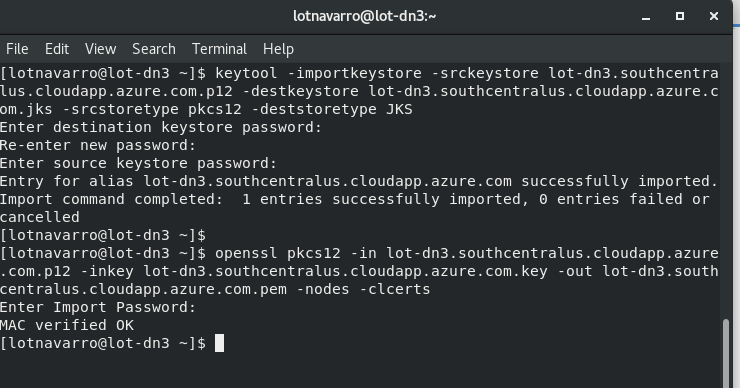 lotnavarro@lot-dn3:~
File Edit View Search Terminal Help
[lotnavarro@lot-dn3 ~]$ keytool -importkeystore -srckeystore lot-dn3.southcentra
lus.cloudapp.azure.com.p12 -destkeystore lot-dn3.southcentralus.cloudapp.azure.c
om.jks -srcstoretype pkcs12 -deststoretype JKS
Enter destination keystore password:
Re-enter new password:
Enter source keystore password:
Entry for alias lot-dn3.southcentralus.cloudapp.azure.com successfully imported.
Import command completed:  1 entries successfully imported, 0 entries failed or
cancelled
[lotnavarro@lot-dn3 ~]$
[lotnavarro@lot-dn3 ~]$ openssl pkcs12 -in lot-dn3.southcentralus.cloudapp.azure
.com.p12 -inkey lot-dn3.southcentralus.cloudapp.azure.com.key -out lot-dn3.south
centralus.cloudapp.azure.com.pem -nodes -clcerts
Enter Import Password:
MAC verified OK
[lotnavarro@lot-dn3 ~]$